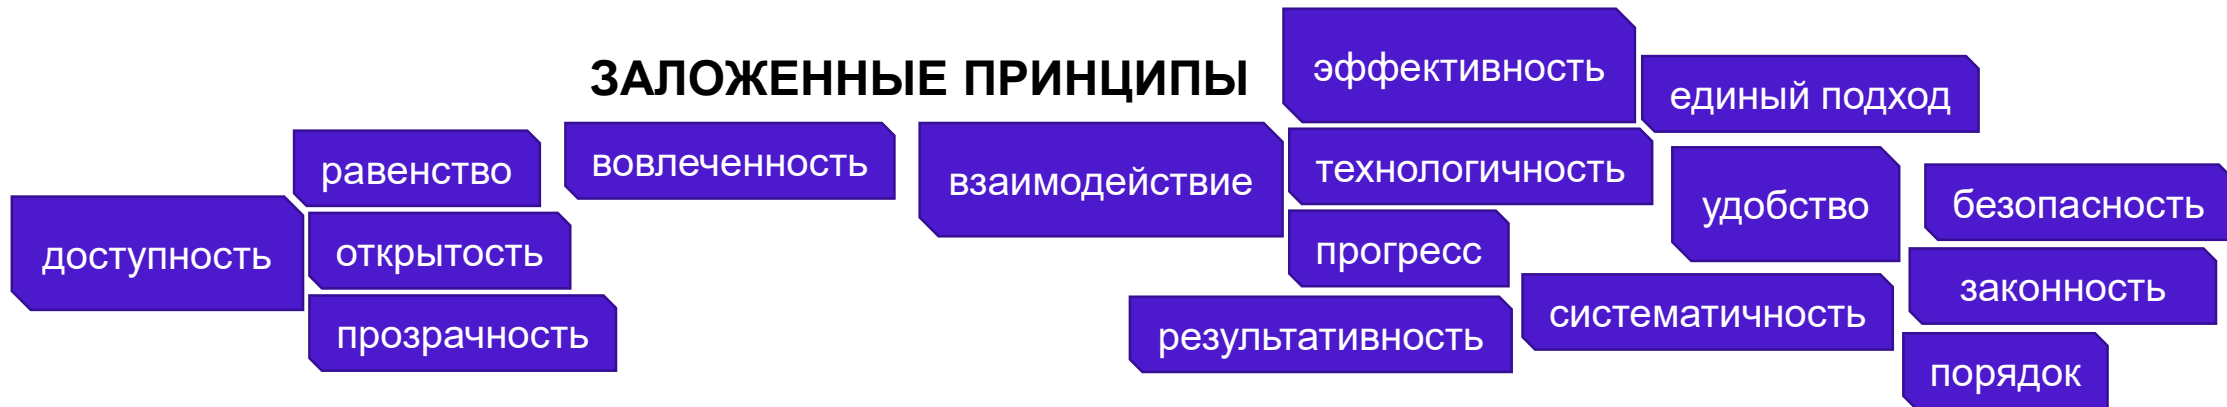 ЗАЛОЖЕННЫЕ ПРИНЦИПЫ
доступность
равенство
открытость
прозрачность
вовлеченность
взаимодействие
эффективность
технологичность
прогресс
результативность
единый подход
удобство
систематичность
безопасность
законность
порядок